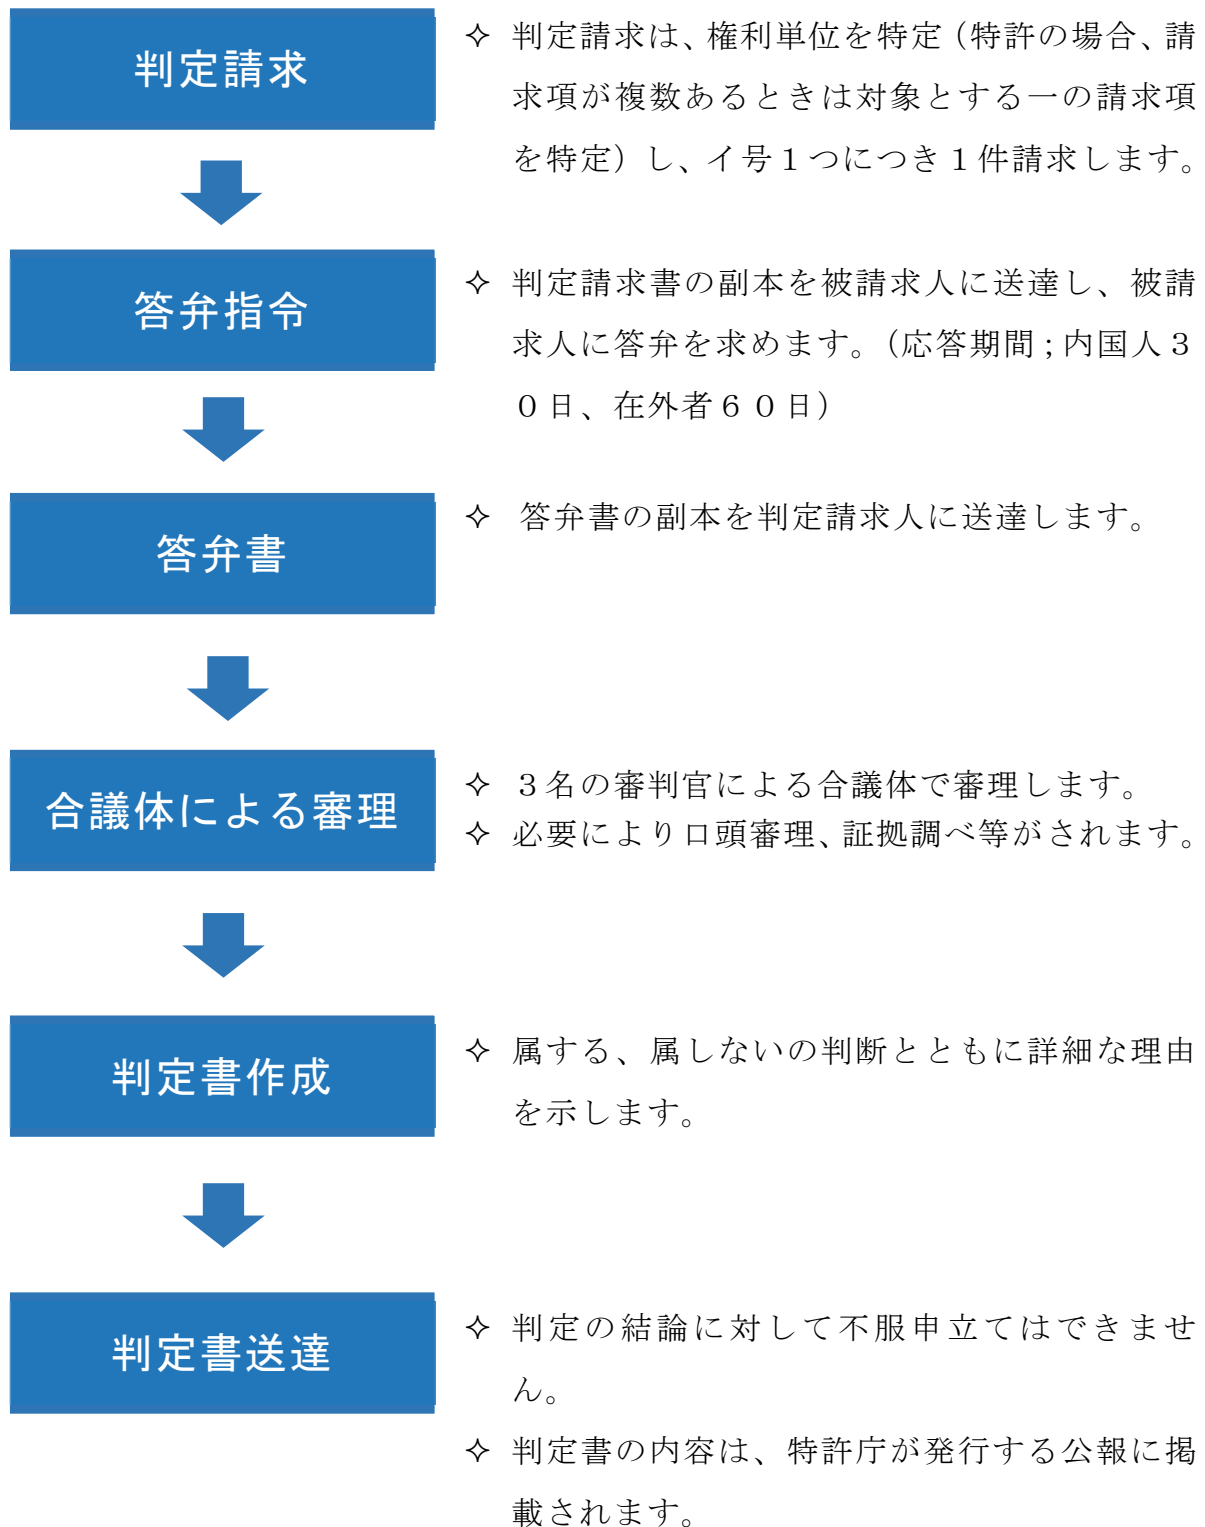 判定請求
✧ 判定請求は、権利単位を特定（特許の場合、請
求項が複数あるときは対象とする一の請求項
を特定）し、イ号１つにつき１件請求します。
答弁指令
✧ 判定請求書の副本を被請求人に送達し、被請
求人に答弁を求めます。（応答期間；内国人３
０日、在外者６０日）
答弁書
✧ 答弁書の副本を判定請求人に送達します。
合議体による審理
✧ ３名の審判官による合議体で審理します。
✧ 必要により口頭審理、証拠調べ等がされます。
判定書作成
✧ 属する、属しないの判断とともに詳細な理由
を示します。
判定書送達
✧ 判定の結論に対して不服申立てはできませ
ん。
✧ 判定書の内容は、特許庁が発行する公報に掲
載されます。